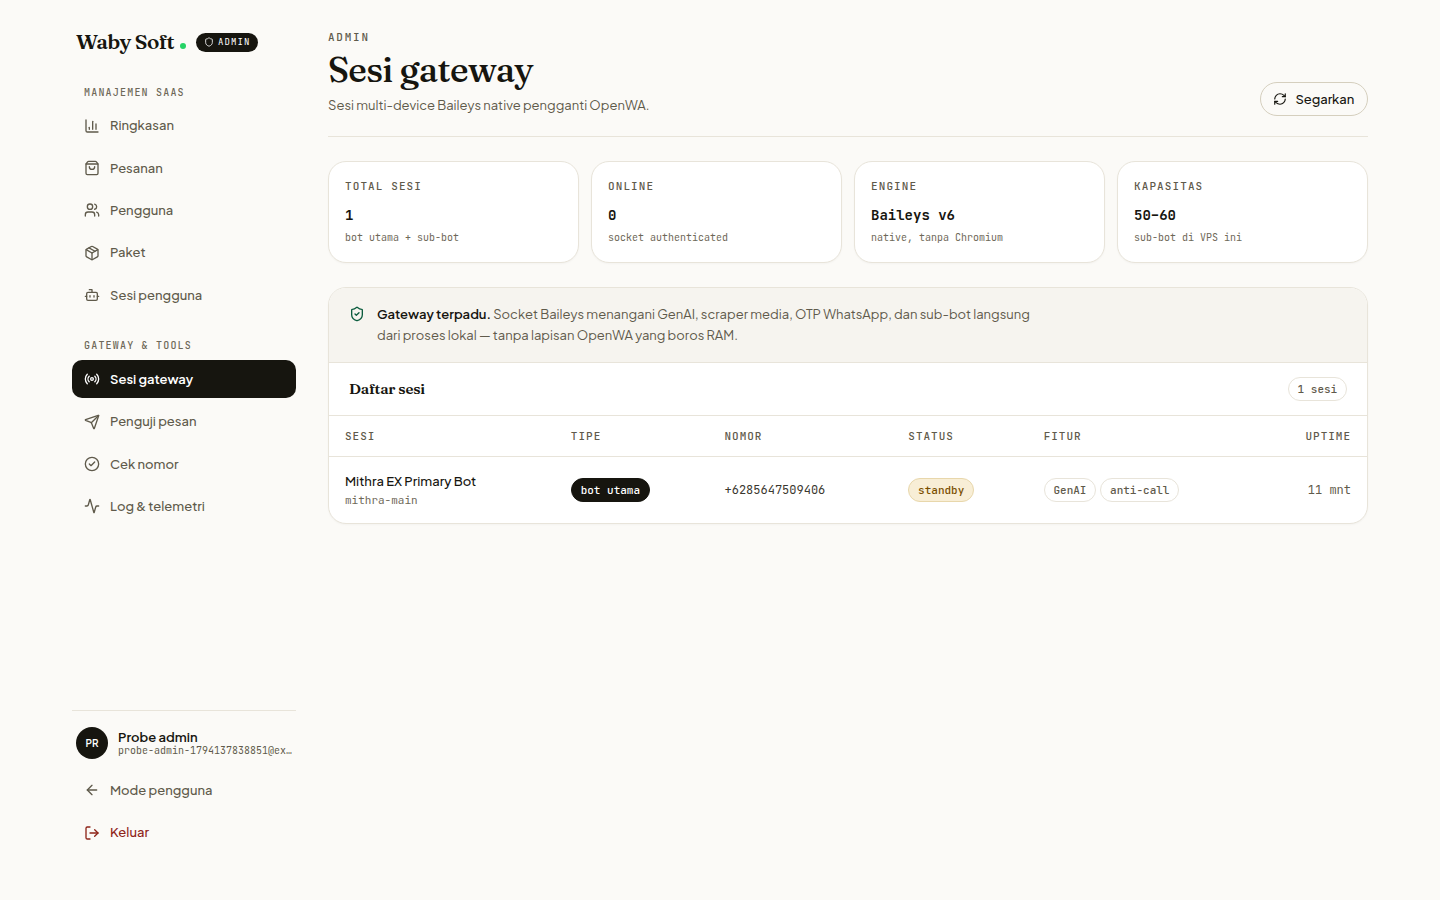 Waby Soft
ADMIN
MANAJEMEN SAAS
Ringkasan
Pesanan
Pengguna
Paket
Sesi pengguna
GATEWAY & TOOLS
Sesi gateway
Penguji pesan
Cek nomor
Log & telemetri
PR
Probe admin
probe-admin-1794137838851@ex…
Mode pengguna
Keluar
ADMIN
Sesi gateway
Sesi multi-device Baileys native pengganti OpenWA.
Segarkan
TOTAL SESI
1
bot utama + sub-bot
ONLINE
0
socket authenticated
ENGINE
Baileys v6
native, tanpa Chromium
KAPASITAS
50–60
sub-bot di VPS ini
Gateway terpadu. Socket Baileys menangani GenAI, scraper media, OTP WhatsApp, dan sub-bot langsung
dari proses lokal — tanpa lapisan OpenWA yang boros RAM.
Daftar sesi
1 sesi
SESI TIPE NOMOR STATUS FITUR UPTIME
Mithra EX Primary Bot
mithra-main
bot utama
+6285647509406
standby
GenAI
anti-call
11 mnt